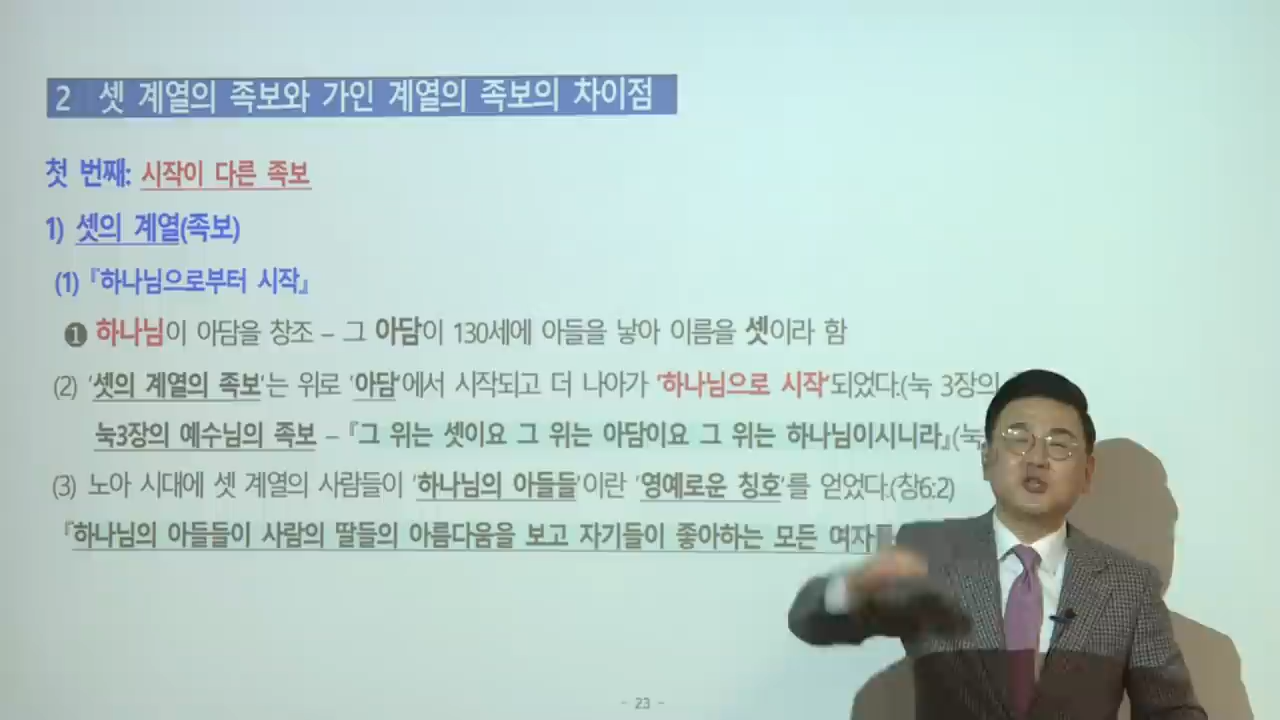 2 셋 계열의 족보와 가인 계열의 족보의 차이점
첫 번째: 시작이 다른 족보
1) 셋의 계열(족보)
(1)『하나님으로부터 시작』
❶ 하나님이 아담을 창조 – 그 아담이 130세에 아들을 낳아 이름을 셋이라 함
(2) '셋의 계열의 족보'는 위로 '아담'에서 시작되고 더 나아가 '하나님으로 시작'되었다.(눅 3장의
눅3장의 예수님의 족보 – 『그 위는 셋이요 그 위는 아담이요 그 위는 하나님이시니라』(눅
(3) 노아 시대에 셋 계열의 사람들이 '하나님의 아들들'이란 '영예로운 칭호'를 얻었다.(창6:2)
『하나님의 아들들이 사람의 딸들의 아름다움을 보고 자기들이 좋아하는 모든 여자를
- 23 -